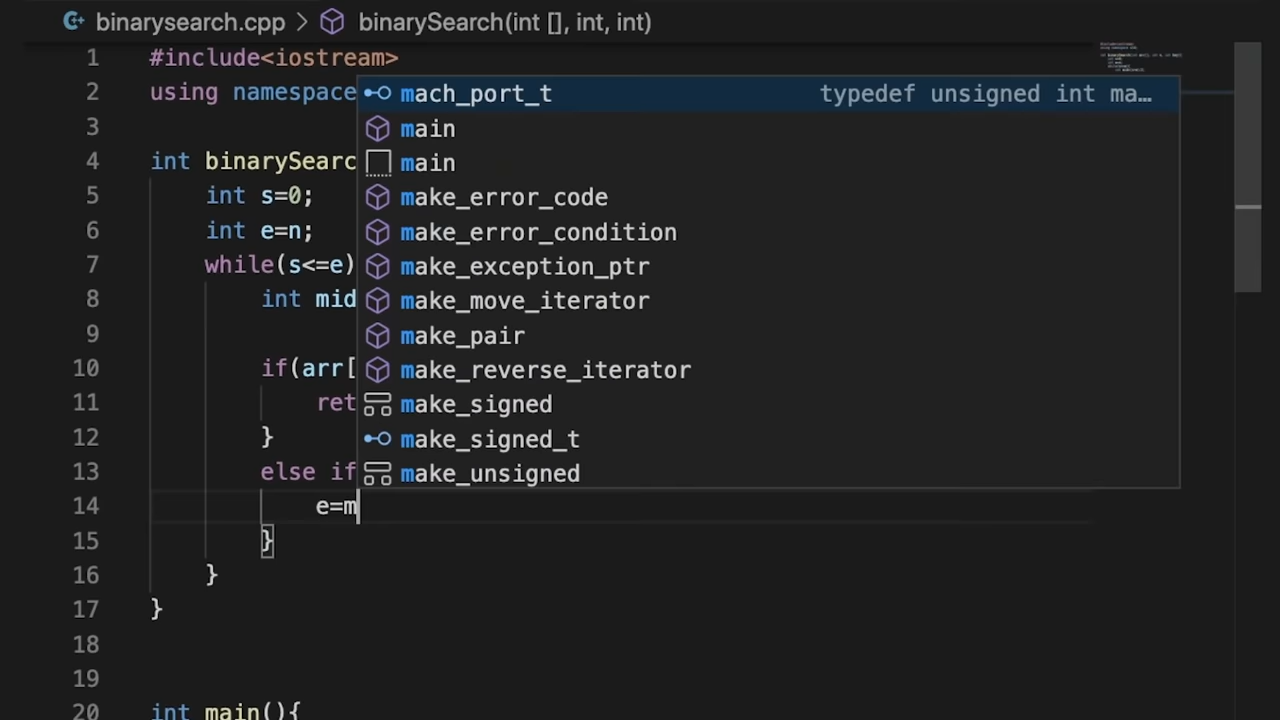 binarysearch.cpp > binarySearch(int [], int, int)
1 #include<iostream>
2 using namespace
mach_port_t typedef unsigned int ma…
3
main
4 int binarySearc
main
5 int s=0;
make_error_code
6 int e=n;
make_error_condition
7 while(s<=e)
make_exception_ptr
8 int mid
make_move_iterator
9
make_pair
10 if(arr[
make_reverse_iterator
11 ret
make_signed
12 }
make_signed_t
13 else if
make_unsigned
14 e=m
15 }
16 }
17 }
18
19
20 int main(){